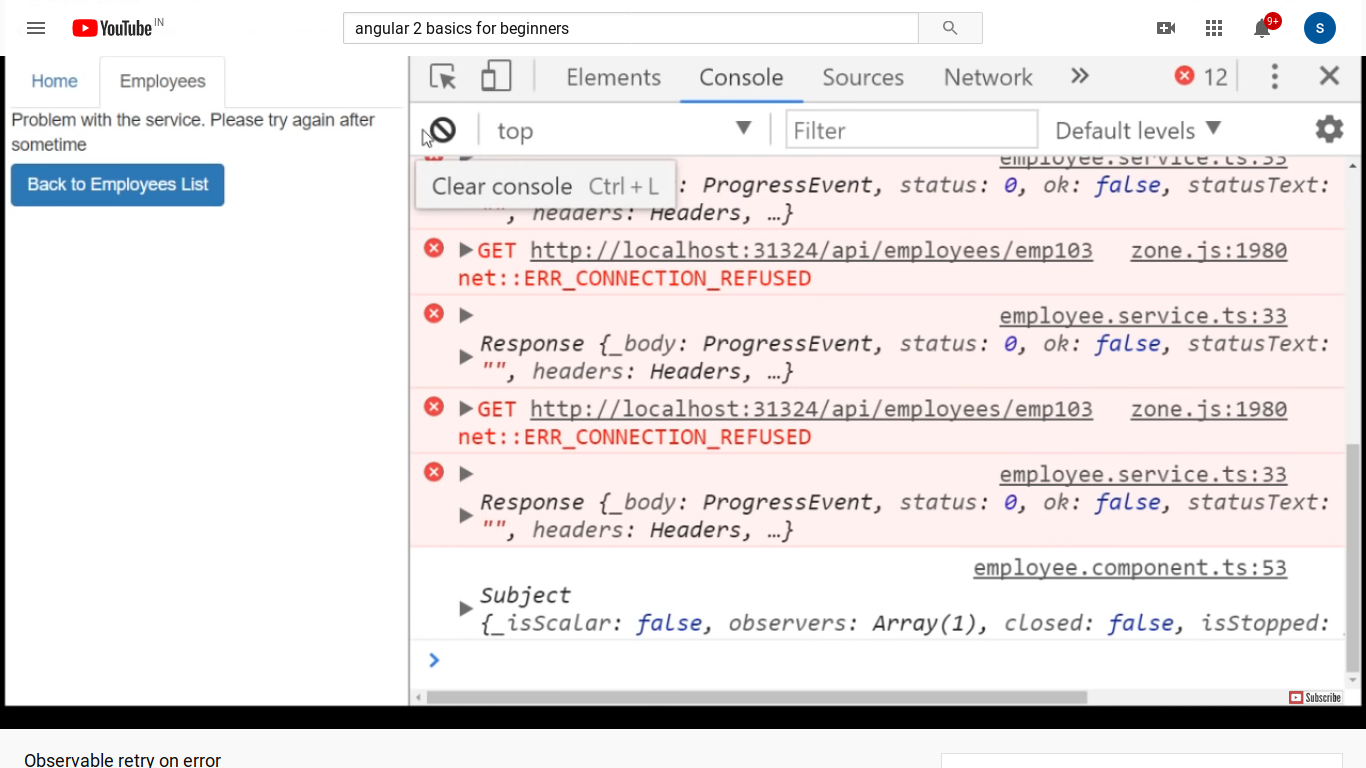 YouTube IN
angular 2 basics for beginners
9+
S
Home
Employees
Problem with the service. Please try again after
sometime
Back to Employees List
Elements
Console
Sources
Network
12
top
Filter
Default levels
Clear console Ctrl + L
employee.service.ts:33
: ProgressEvent, status: 0, ok: false, statusText:
"", headers: Headers, …}
GET http://localhost:31324/api/employees/emp103 zone.js:1980
net::ERR_CONNECTION_REFUSED
employee.service.ts:33
Response {_body: ProgressEvent, status: 0, ok: false, statusText:
"", headers: Headers, …}
GET http://localhost:31324/api/employees/emp103 zone.js:1980
net::ERR_CONNECTION_REFUSED
employee.service.ts:33
Response {_body: ProgressEvent, status: 0, ok: false, statusText:
"", headers: Headers, …}
employee.component.ts:53
Subject
{_isScalar: false, observers: Array(1), closed: false, isStopped:
Subscribe
Observable retry on error